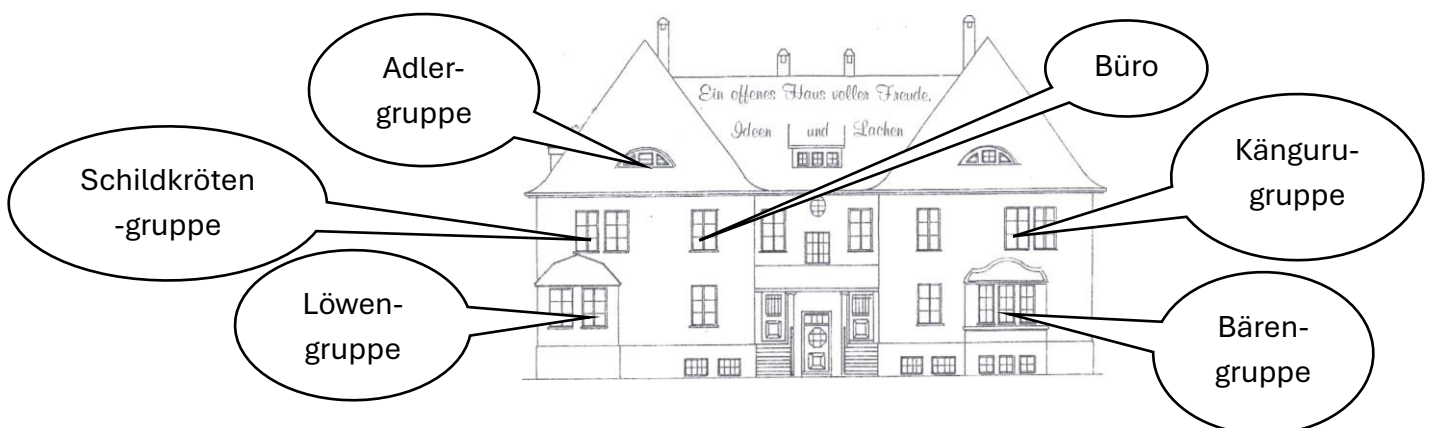 Adler-
gruppe
Büro
Ein offenes Haus voller Freude,
Ideen und Lachen
Känguru-
gruppe
Schildkröten
-gruppe
Löwen-
gruppe
Bären-
gruppe